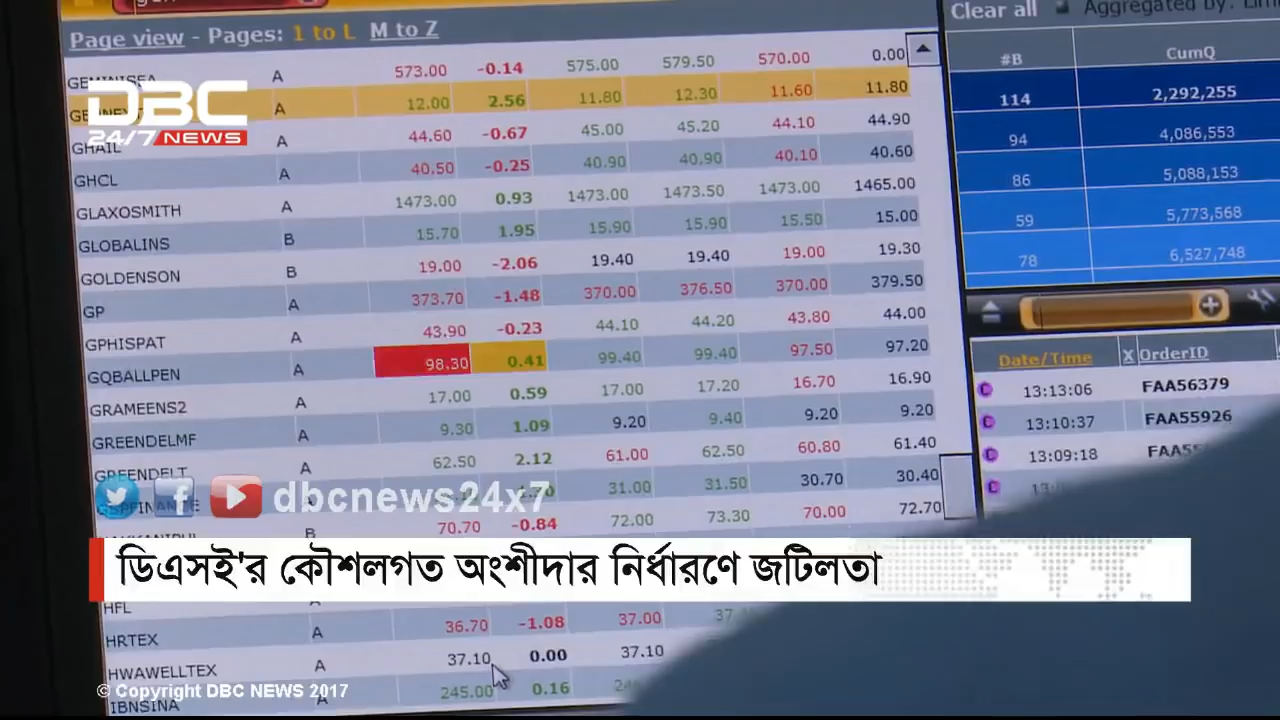 Clear all Aggregated by:
Page view - Pages: 1 to L M to Z
#B CumQ
GEMINISEA A 573.00 -0.14 575.00 579.50 570.00 0.00
A 12.00 2.56 11.80 12.30 11.60 11.80
114 2,292,255
GHAIL A 44.60 -0.67 45.00 45.20 44.10 44.90
94 4,086,553
GHCL A 40.50 -0.25 40.90 40.90 40.10 40.60
86 5,088,153
GLAXOSMITH A 1473.00 0.93 1473.00 1473.50 1473.00 1465.00
59 5,773,568
GLOBALINS B 15.70 1.95 15.90 15.90 15.50 15.00
78 6,527,748
GOLDENSON B 19.00 -2.06 19.40 19.40 19.00 19.30
GP A 373.70 -1.48 370.00 376.50 370.00 379.50
GPHISPAT A 43.90 -0.23 44.10 44.20 43.80 44.00
GQBALLPEN A 98.30 0.41 99.40 99.40 97.50 97.20
Date/Time X OrderID
GRAMEENS2 A 17.00 0.59 17.00 17.20 16.70 16.90
C 13:13:06 FAA56379
GREENDELMF A 9.30 1.09 9.20 9.40 9.20 9.20
C 13:10:37 FAA55926
GREENDELT A 62.50 2.12 61.00 62.50 60.80 61.40
C 13:09:18
31.00 31.50 30.70 30.40
C
B 70.70 -0.84 72.00 73.30 70.00 72.70
DBC
24/7 NEWS
dbcnews24x7
ডিএসই'র কৌশলগত অংশীদার নির্ধারণে জটিলতা
HFL A
HRTEX A 36.70 -1.08 37.00
HWAWELLTEX A 37.10 0.00 37.10
IBNSINA A 245.00 0.16
© Copyright DBC NEWS 2017